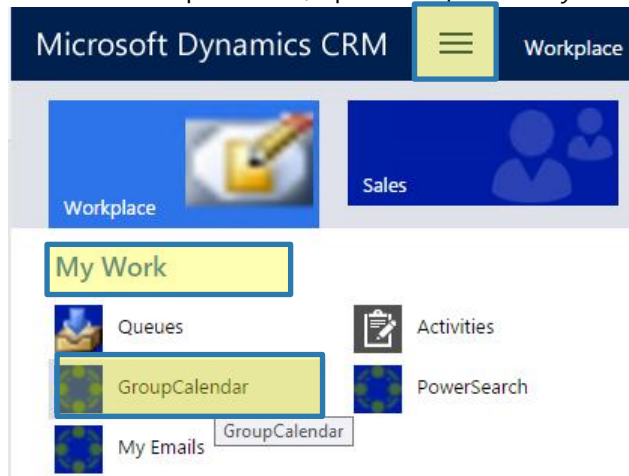 Microsoft Dynamics CRM Workplace
Workplace
Sales
My Work
Queues
Activities
GroupCalendar
PowerSearch
GroupCalendar
My Emails